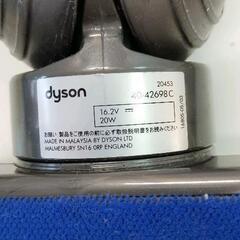 20453
dyson
40-42698C
16.2V ⎓
20W
お願い 製品をご使用の前に必ず取扱説明書をお読みください
MADE IN MALAYSIA BY DYSON LTD
MALMESBURY SN16 0RP ENGLAND